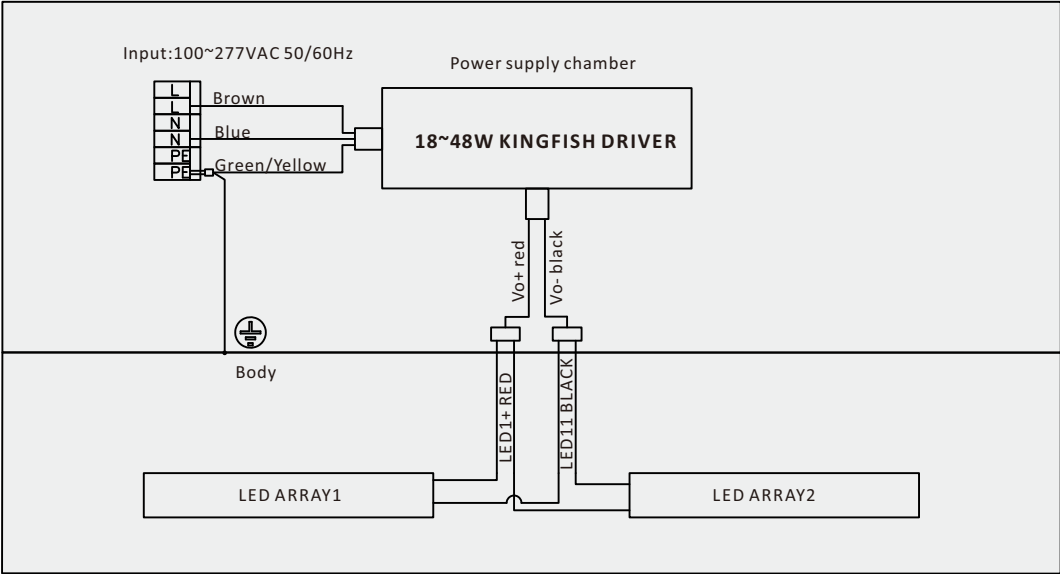 Input:100~277VAC 50/60Hz
Power supply chamber
L
L
N
N
PE
PE
Brown
Blue
Green/Yellow
18~48W KINGFISH DRIVER
Vo+ red
Vo- black
Body
LED1+ RED
LED11 BLACK
LED ARRAY1
LED ARRAY2